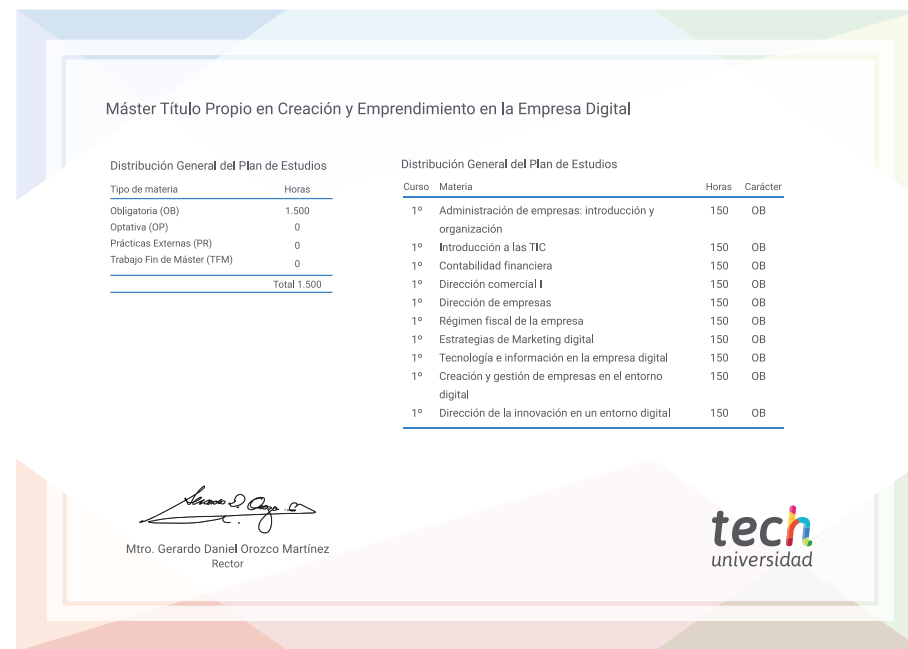 Máster Título Propio en Creación y Emprendimiento en la Empresa Digital
Distribución General del Plan de Estudios
Tipo de materia Horas
Obligatoria (OB) 1.500
Optativa (OP) 0
Prácticas Externas (PR) 0
Trabajo Fin de Máster (TFM) 0
Total 1.500
Distribución General del Plan de Estudios
Curso Materia Horas Carácter
1º Administración de empresas: introducción y 150 OB
organización
1º Introducción a las TIC 150 OB
1º Contabilidad financiera 150 OB
1º Dirección comercial I 150 OB
1º Dirección de empresas 150 OB
1º Régimen fiscal de la empresa 150 OB
1º Estrategias de Marketing digital 150 OB
1º Tecnología e información en la empresa digital 150 OB
1º Creación y gestión de empresas en el entorno 150 OB
digital
1º Dirección de la innovación en un entorno digital 150 OB
Mtro. Gerardo Daniel Orozco Martínez
Rector
tech
universidad